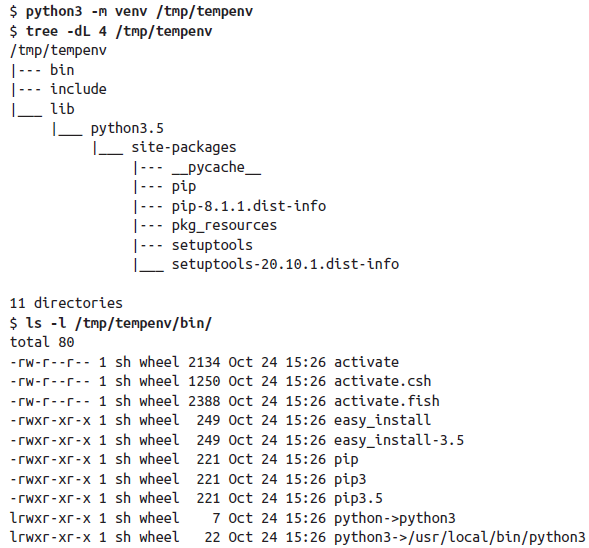 $ python3 -m venv /tmp/tempenv
$ tree -dL 4 /tmp/tempenv
/tmp/tempenv
|--- bin
|--- include
|___ lib
     |___ python3.5
          |___ site-packages
               |--- __pycache__
               |--- pip
               |--- pip-8.1.1.dist-info
               |--- pkg_resources
               |--- setuptools
               |___ setuptools-20.10.1.dist-info

11 directories
$ ls -l /tmp/tempenv/bin/
total 80
-rw-r--r-- 1 sh wheel 2134 Oct 24 15:26 activate
-rw-r--r-- 1 sh wheel 1250 Oct 24 15:26 activate.csh
-rw-r--r-- 1 sh wheel 2388 Oct 24 15:26 activate.fish
-rwxr-xr-x 1 sh wheel  249 Oct 24 15:26 easy_install
-rwxr-xr-x 1 sh wheel  249 Oct 24 15:26 easy_install-3.5
-rwxr-xr-x 1 sh wheel  221 Oct 24 15:26 pip
-rwxr-xr-x 1 sh wheel  221 Oct 24 15:26 pip3
-rwxr-xr-x 1 sh wheel  221 Oct 24 15:26 pip3.5
lrwxr-xr-x 1 sh wheel    7 Oct 24 15:26 python->python3
lrwxr-xr-x 1 sh wheel   22 Oct 24 15:26 python3->/usr/local/bin/python3